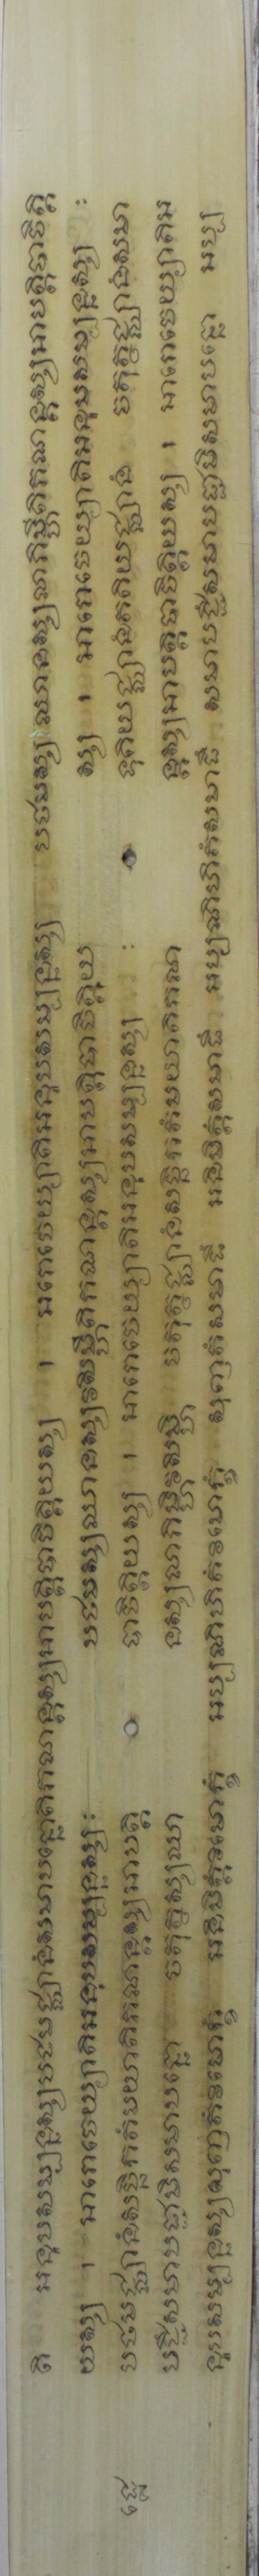 តិ អនុបសម្បន្នស្សបឋមជ្ឈានំសមាបន្នោតិភណន្តស្សអាបត្តិបាចិត្តិយស្ស ។ អារោចេយ្យាតិអនុបសម្បន្នស្ស បឋមស្សឈានស្សលាភិម្ហីតិភណន្តស្សអាបត្តិបាចិត្តិ
យស្ស ។ អារោចេយ្យាតិអនុបសម្បន្នស្ស: បឋមស្សឈានស្សវសិម្ហីតិភណន្តស្សអាបត្តិបាចិត្តិយ ស្ស ។ អារោចេយ្យាតិអនុបសម្បន្នស្ស :
បឋមជ្ឈានំសច្ឆិកតំមយាតិភណន្តស្សអាបត្តិ បាចិត្តិយស្ស ។ អារោចេយ្យាតិអនុបសម្បន្នស្ស : ទុតិយជ្ឈានំតតិយជ្ឈានំ ចតុត្ថជ្ឈានំសមា
បជ្ជឹសមាបជ្ជាមិសមាបន្នោ ចតុត្ថស្សឈា នស្សលាភិម្ហិវសិម្ហិ ចតុត្ថជ្ឈានំសច្ឆិកតំមយាតិភណ ន្តស្សអាបត្តិបាចិត្តិយស្ស ។ អារោចេយ្យាតិអ
នុបសម្បន្នស្សសុញតំវិមោក្ខំ អនិមិត្តំវិមោក្ខំ អប្បណិហិតំវិមោក្ខំ សុញតំសមាធឹ អនិមិត្តំសមាធឹ អប្បណិហិតំសមាធឹ សមាបជ្ជឹសមាបជ្ជាមិសមាបន្នោ អប្ប